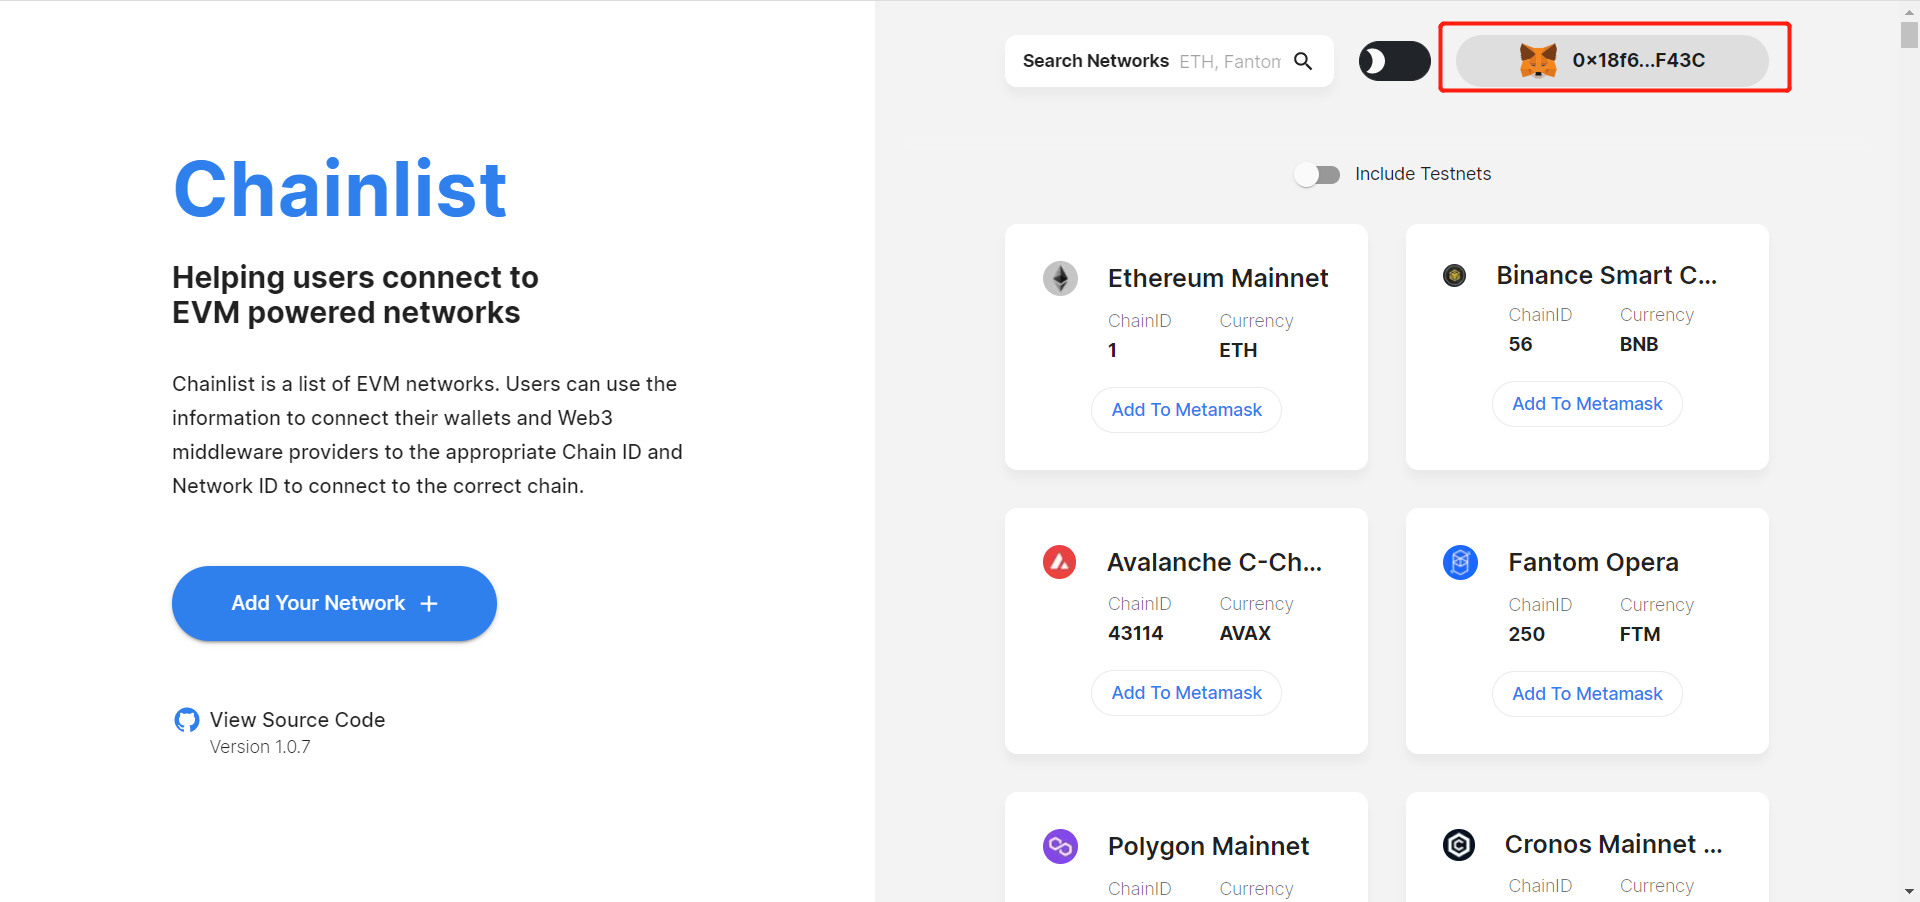 Search Networks ETH, Fantom
0x18f6...F43C
Chainlist
Helping users connect to
EVM powered networks
Chainlist is a list of EVM networks. Users can use the
information to connect their wallets and Web3
middleware providers to the appropriate Chain ID and
Network ID to connect to the correct chain.
Add Your Network +
View Source Code
Version 1.0.7
Include Testnets
Ethereum Mainnet
ChainID Currency
1 ETH
Add To Metamask
Binance Smart C...
ChainID Currency
56 BNB
Add To Metamask
Avalanche C-Ch...
ChainID Currency
43114 AVAX
Add To Metamask
Fantom Opera
ChainID Currency
250 FTM
Add To Metamask
Polygon Mainnet
ChainID Currency
Cronos Mainnet ...
ChainID Currency